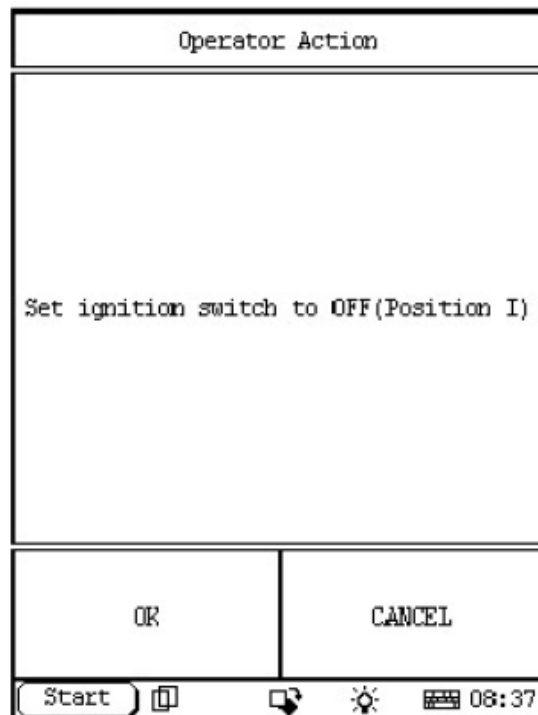 Operator Action
Set ignition switch to OFF(Position I)
OK CANCEL
Start 08:37